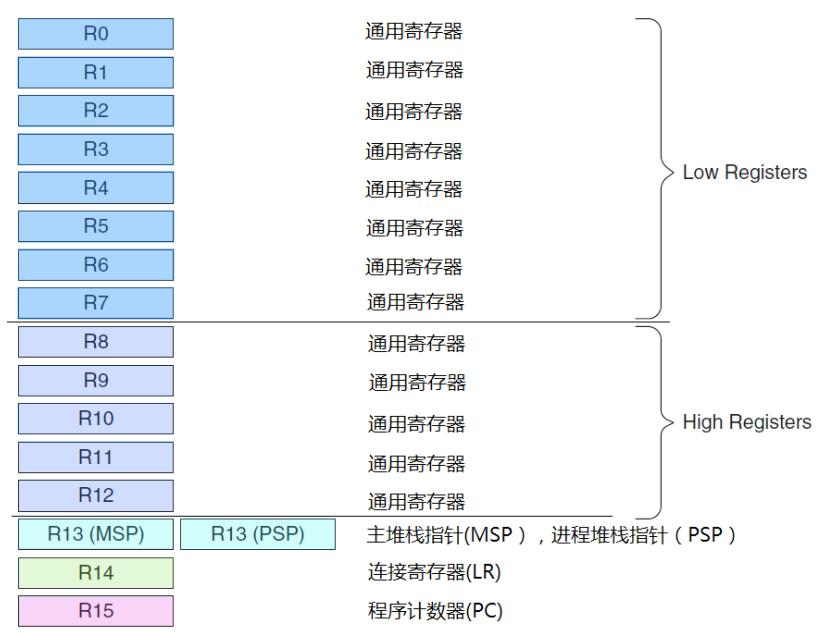 R0 通用寄存器
R1 通用寄存器
R2 通用寄存器
R3 通用寄存器
R4 通用寄存器 Low Registers
R5 通用寄存器
R6 通用寄存器
R7 通用寄存器
R8 通用寄存器
R9 通用寄存器
R10 通用寄存器 High Registers
R11 通用寄存器
R12 通用寄存器
R13 (MSP) R13 (PSP) 主堆栈指针(MSP），进程堆栈指针（PSP）
R14 连接寄存器(LR)
R15 程序计数器(PC)